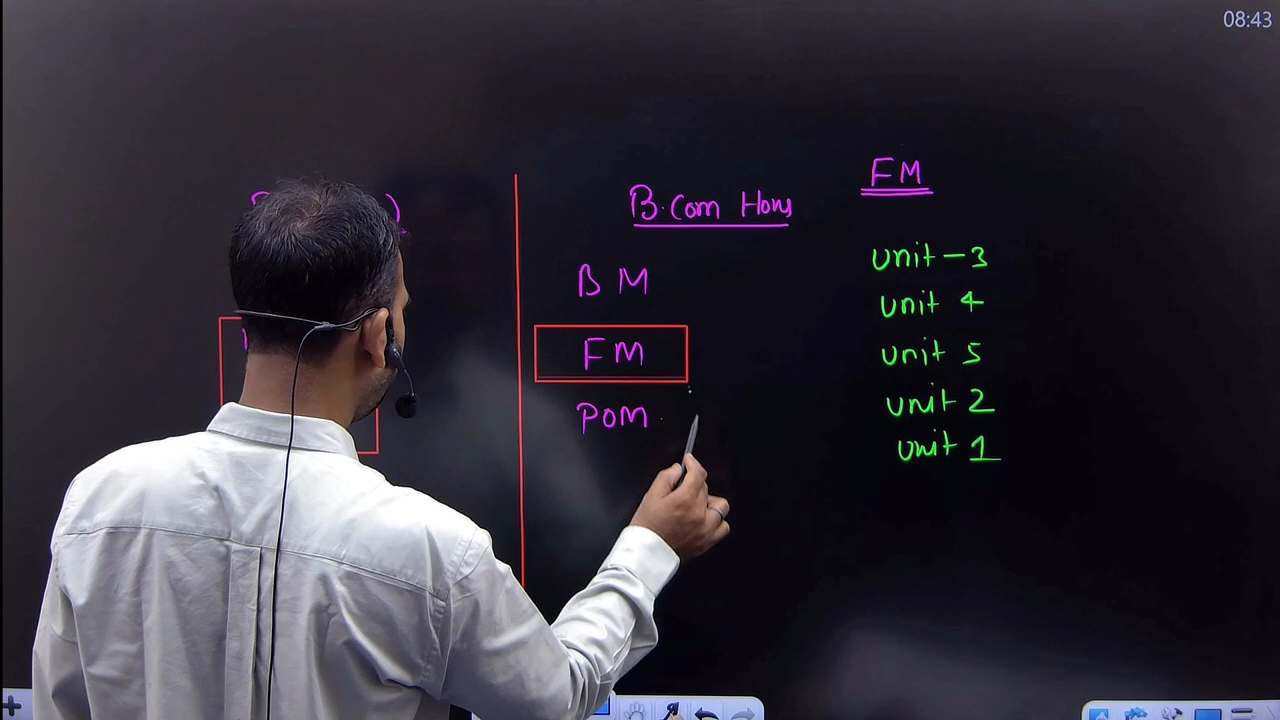 08:43
B.Com Hons
BM
FM
POM
FM
unit - 3
unit 4
unit 5
unit 2
unit 1